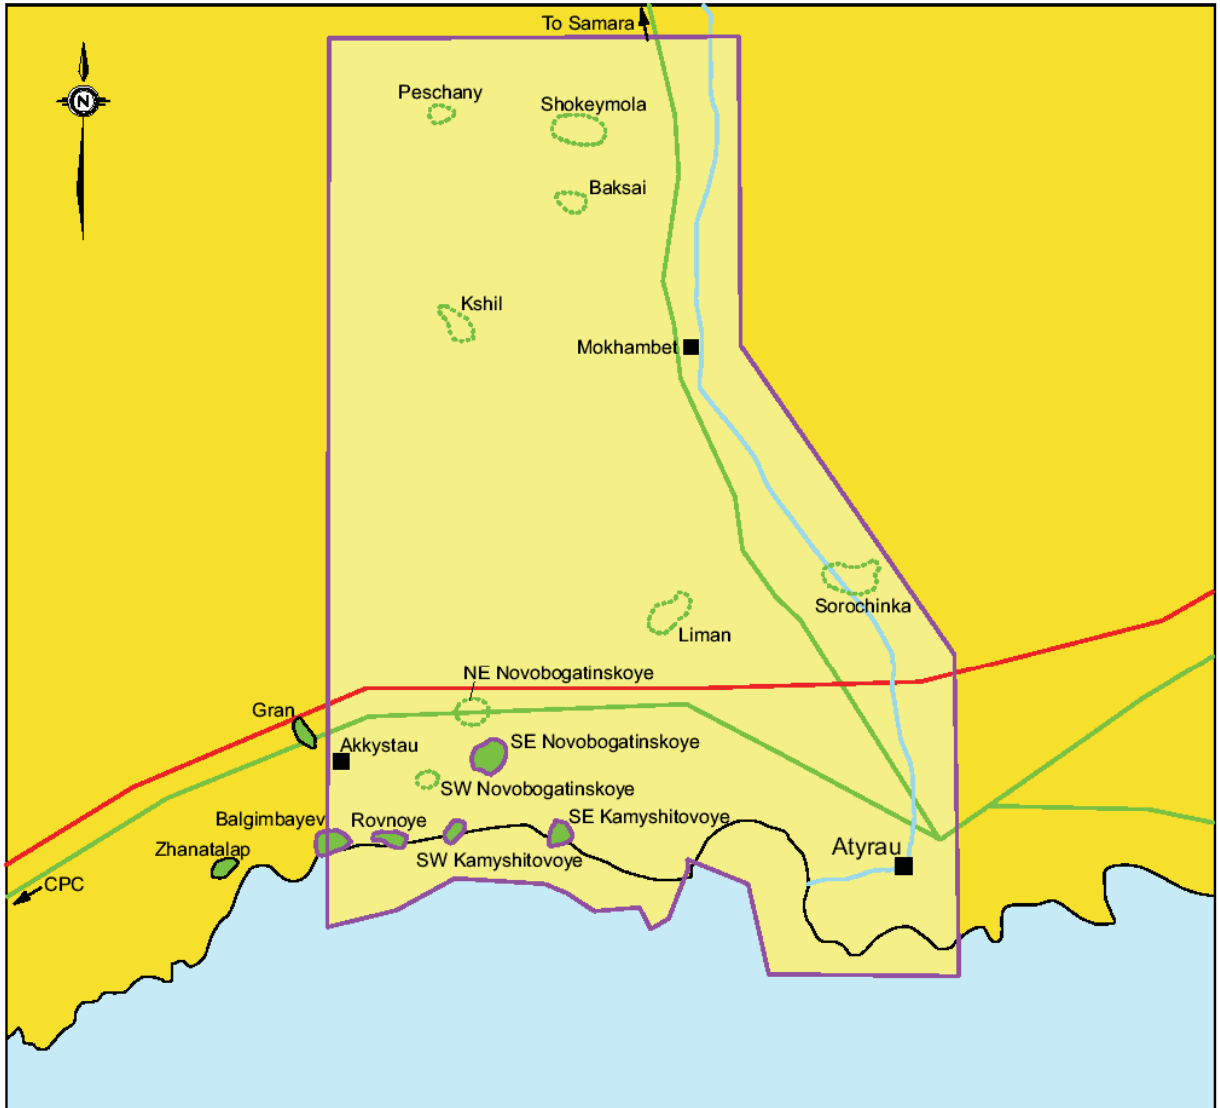 To Samara
N
Peschany
Shokeymola
Baksai
Kshil
Mokhambet
Sorochinka
Liman
NE Novobogatinskoye
Gran
SE Novobogatinskoye
Akkystau
SW Novobogatinskoye
Balgimbayev
Rovnoye
SE Kamyshitovoye
Zhanatalap
SW Kamyshitovoye
Atyrau
CPC